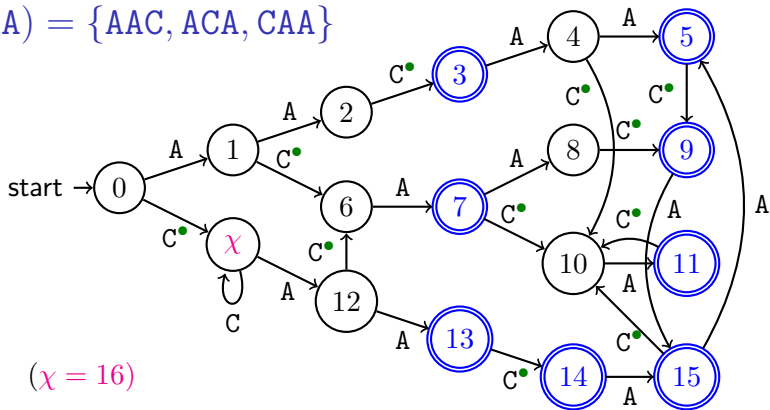 A) = {AAC, ACA, CAA}
A
4
A
5
3
C•
C•
C•
A
2
A
1
C•
8
C•
9
A
A
start
0
C•
6
A
7
C•
A
A
C•
χ
C•
C•
10
A
11
A
12
C
A
13
C•
C•
14
A
15
(χ = 16)